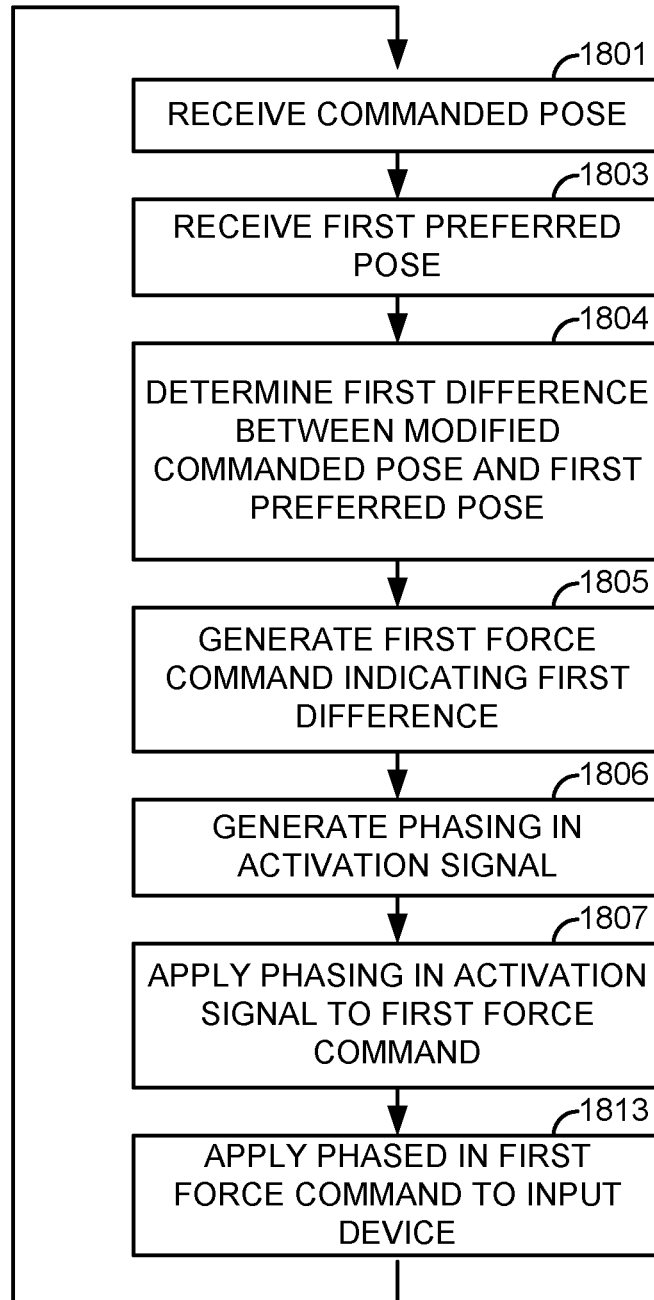 1801
RECEIVE COMMANDED POSE
1803
RECEIVE FIRST PREFERRED
POSE
1804
DETERMINE FIRST DIFFERENCE
BETWEEN MODIFIED
COMMANDED POSE AND FIRST
PREFERRED POSE
1805
GENERATE FIRST FORCE
COMMAND INDICATING FIRST
DIFFERENCE
1806
GENERATE PHASING IN
ACTIVATION SIGNAL
1807
APPLY PHASING IN ACTIVATION
SIGNAL TO FIRST FORCE
COMMAND
1813
APPLY PHASED IN FIRST
FORCE COMMAND TO INPUT
DEVICE